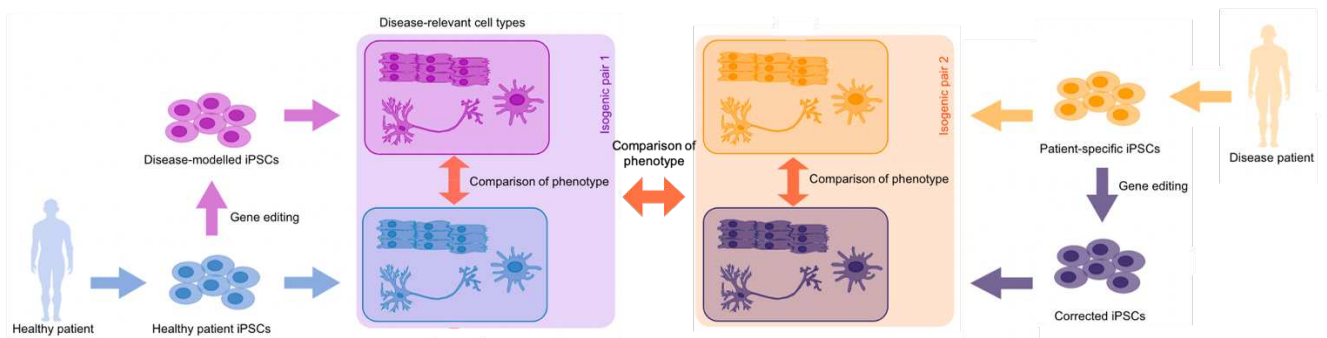 Disease-relevant cell types
Isogenic pair 1
Isogenic pair 2
Disease-modelled iPSCs
Comparison of
phenotype
Patient-specific iPSCs
Disease patient
Comparison of phenotype
Comparison of phenotype
Gene editing
Gene editing
Healthy patient
Healthy patient iPSCs
Corrected iPSCs